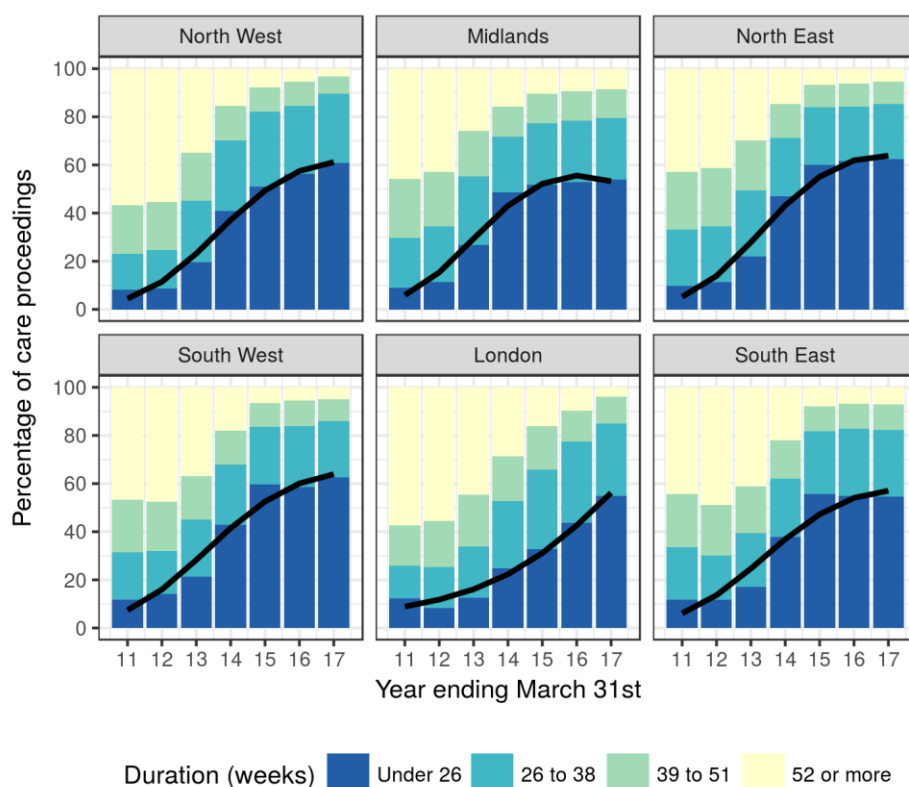 North West Midlands North East
100
80
60
40
20
0
South West London South East
100
80
60
40
20
0
Percentage of care proceedings
11 12 13 14 15 16 17 11 12 13 14 15 16 17 11 12 13 14 15 16 17
Year ending March 31st
Duration (weeks) Under 26 26 to 38 39 to 51 52 or more